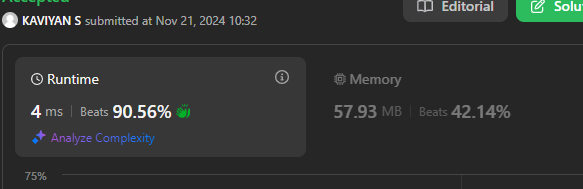 Accepted
Editorial
Solu
KAVIYAN S submitted at Nov 21, 2024 10:32
Runtime
Memory
4 ms | Beats 90.56%
57.93 MB | Beats 42.14%
Analyze Complexity
75%